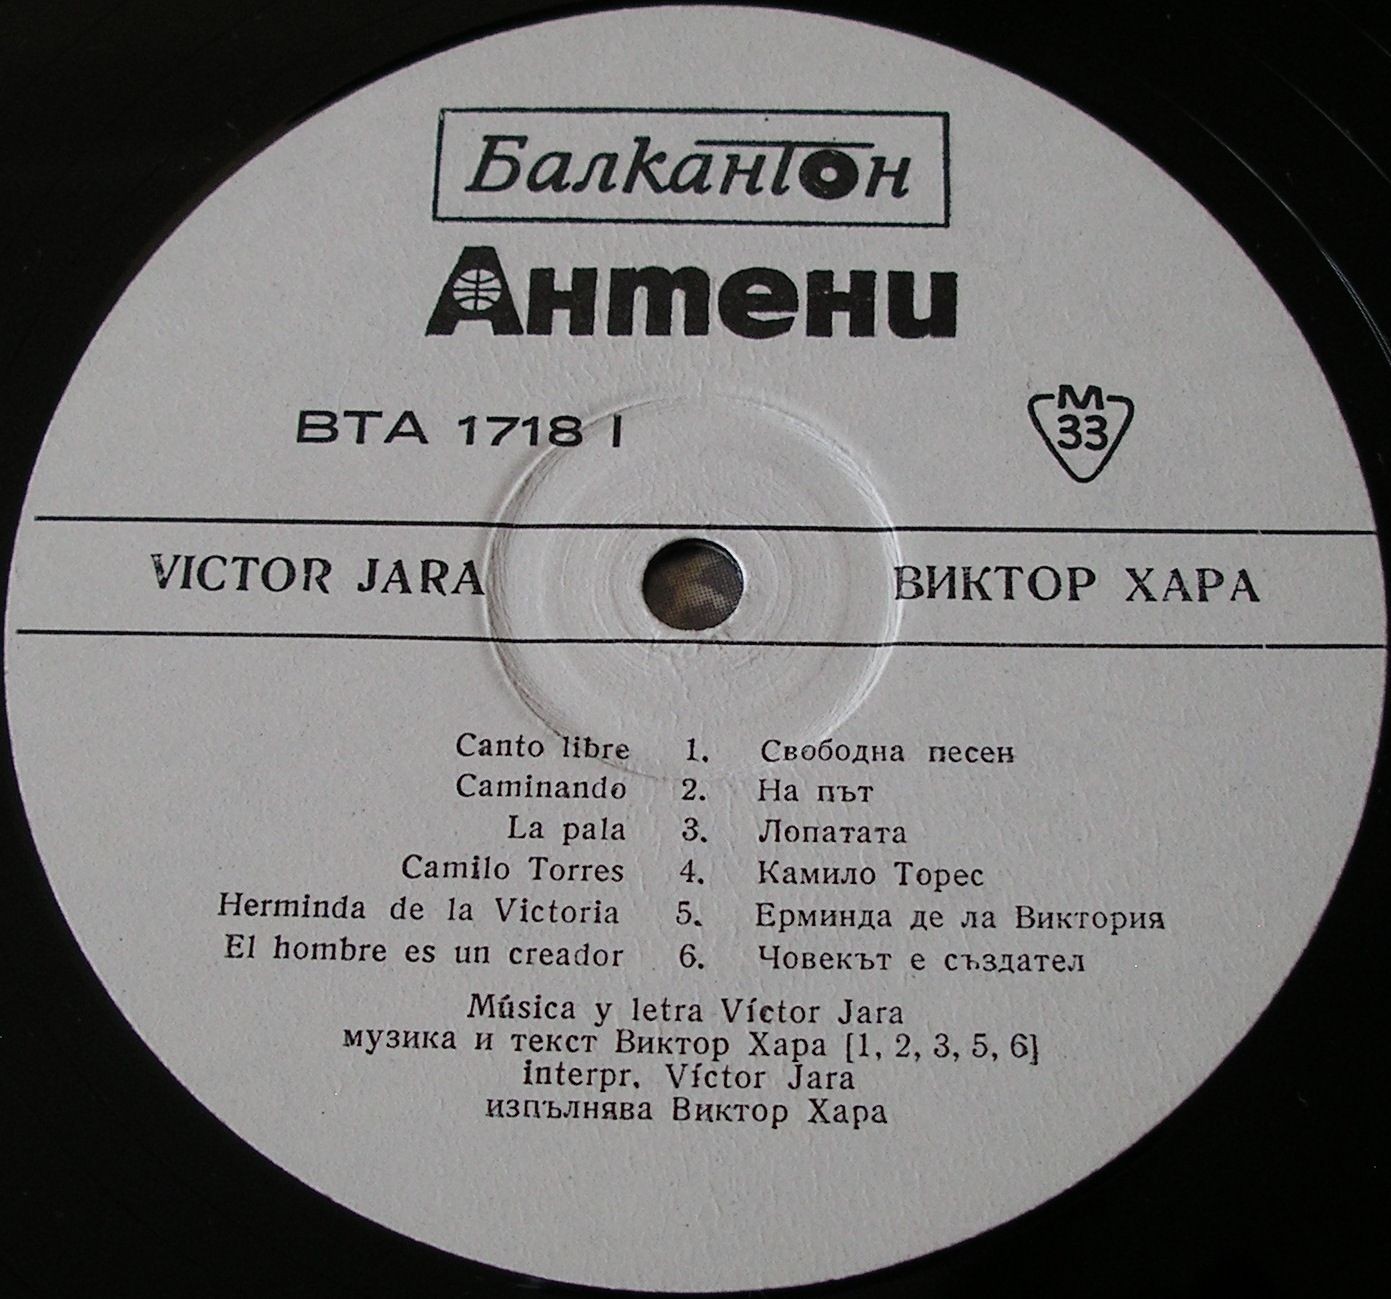 Балкантон
Антени
ВТА 1718 I
М
33
VICTOR JARA ВИКТОР ХАРА
Canto libre 1. Свободна песен
Caminando 2. На път
La pala 3. Лопатата
Camilo Torres 4. Камило Торес
Herminda de la Victoria 5. Ерминда де ла Виктория
El hombre es un creador 6. Човекът е създател
Música y letra Víctor Jara
музика и текст Виктор Хара [1, 2, 3, 5, 6]
interpr. Víctor Jara
изпълнява Виктор Хара